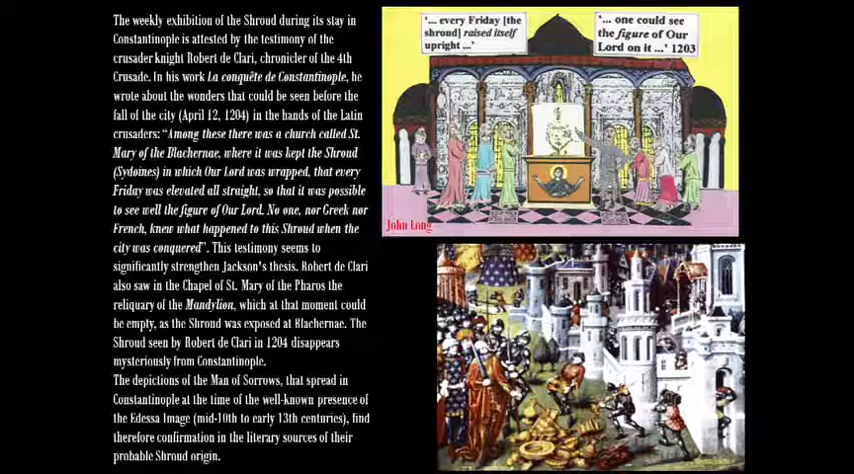 The weekly exhibition of the Shroud during its stay in
Constantinople is attested by the testimony of the
crusader knight Robert de Clari, chronicler of the 4th
Crusade. In his work La conquête de Constantinople, he
wrote about the wonders that could be seen before the
fall of the city (April 12, 1204) in the hands of the Latin
crusaders: “Among these there was a church called St.
Mary of the Blachernae, where it was kept the Shroud
(Sydoines) in which Our Lord was wrapped, that every
Friday was elevated all straight, so that it was possible
to see well the figure of Our Lord. No one, nor Greek nor
French, knew what happened to this Shroud when the
city was conquered”. This testimony seems to
significantly strengthen Jackson's thesis. Robert de Clari
also saw in the Chapel of St. Mary of the Pharos the
reliquary of the Mandylion, which at that moment could
be empty, as the Shroud was exposed at Blachernae. The
Shroud seen by Robert de Clari in 1204 disappears
mysteriously from Constantinople.
The depictions of the Man of Sorrows, that spread in
Constantinople at the time of the well-known presence of
the Edessa Image (mid-10th to early 13th centuries), find
therefore confirmation in the literary sources of their
probable Shroud origin.
‘... every Friday [the
shroud] raised itself
upright ...’
‘... one could see
the figure of Our
Lord on it ...’ 1203
John Long